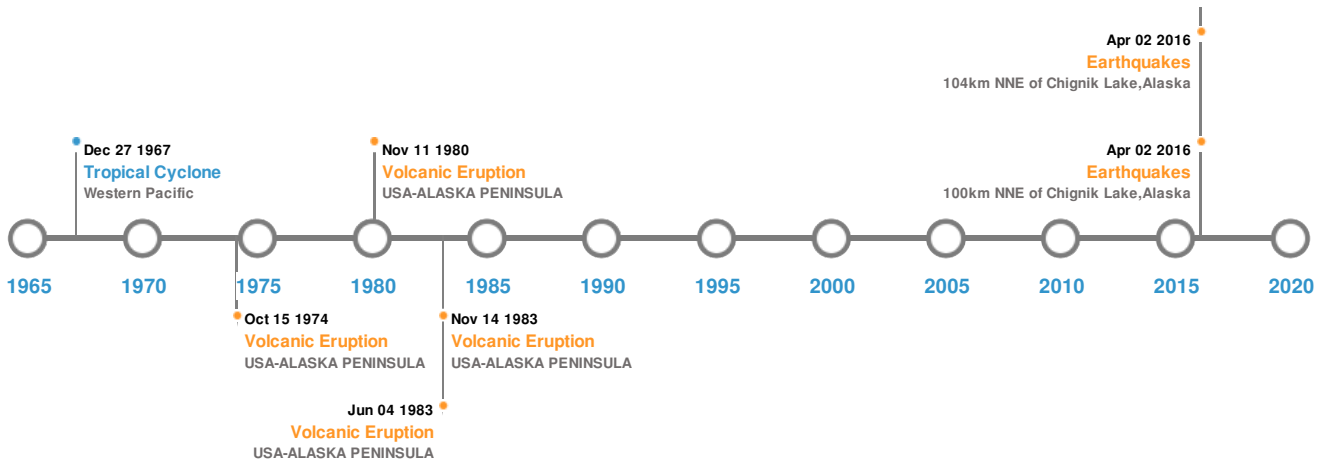 Apr 02 2016
Earthquakes
104km NNE of Chignik Lake,Alaska
Dec 27 1967
Tropical Cyclone
Western Pacific
Nov 11 1980
Volcanic Eruption
USA-ALASKA PENINSULA
Apr 02 2016
Earthquakes
100km NNE of Chignik Lake,Alaska
1965 1970 1975 1980 1985 1990 1995 2000 2005 2010 2015 2020
Oct 15 1974
Volcanic Eruption
USA-ALASKA PENINSULA
Nov 14 1983
Volcanic Eruption
USA-ALASKA PENINSULA
Jun 04 1983
Volcanic Eruption
USA-ALASKA PENINSULA